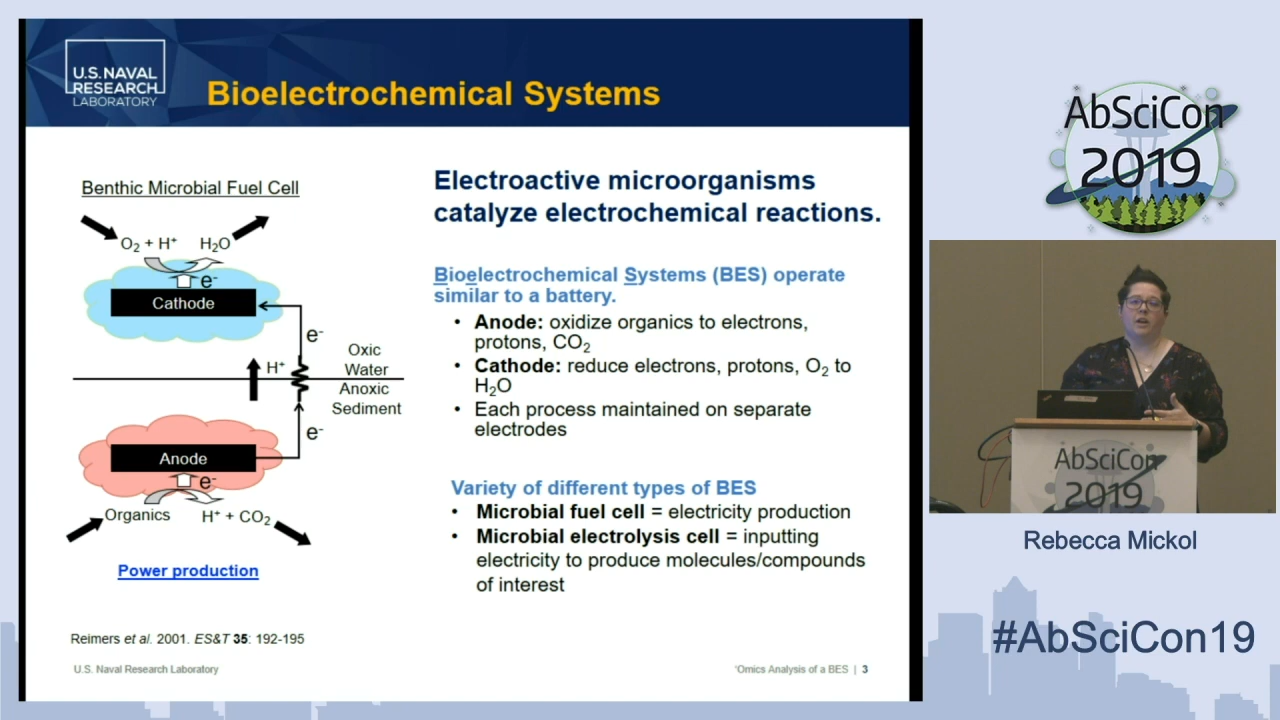 U.S. NAVAL
RESEARCH
LABORATORY
Bioelectrochemical Systems
Benthic Microbial Fuel Cell
O₂ + H⁺ H₂O
e⁻
Cathode
e⁻
H⁺
Oxic
Water
Anoxic
Sediment
e⁻
Anode
e⁻
Organics H⁺ + CO₂
Power production
Reimers et al. 2001. ES&T 35: 192-195
Electroactive microorganisms
catalyze electrochemical reactions.
Bioelectrochemical Systems (BES) operate
similar to a battery.
• Anode: oxidize organics to electrons,
protons, CO₂
• Cathode: reduce electrons, protons, O₂ to
H₂O
• Each process maintained on separate
electrodes
Variety of different types of BES
• Microbial fuel cell = electricity production
• Microbial electrolysis cell = inputting
electricity to produce molecules/compounds
of interest
U.S. Naval Research Laboratory
'Omics Analysis of a BES | 3
AbSciCon
2019
AbSciCon
2019
Rebecca Mickol
#AbSciCon19